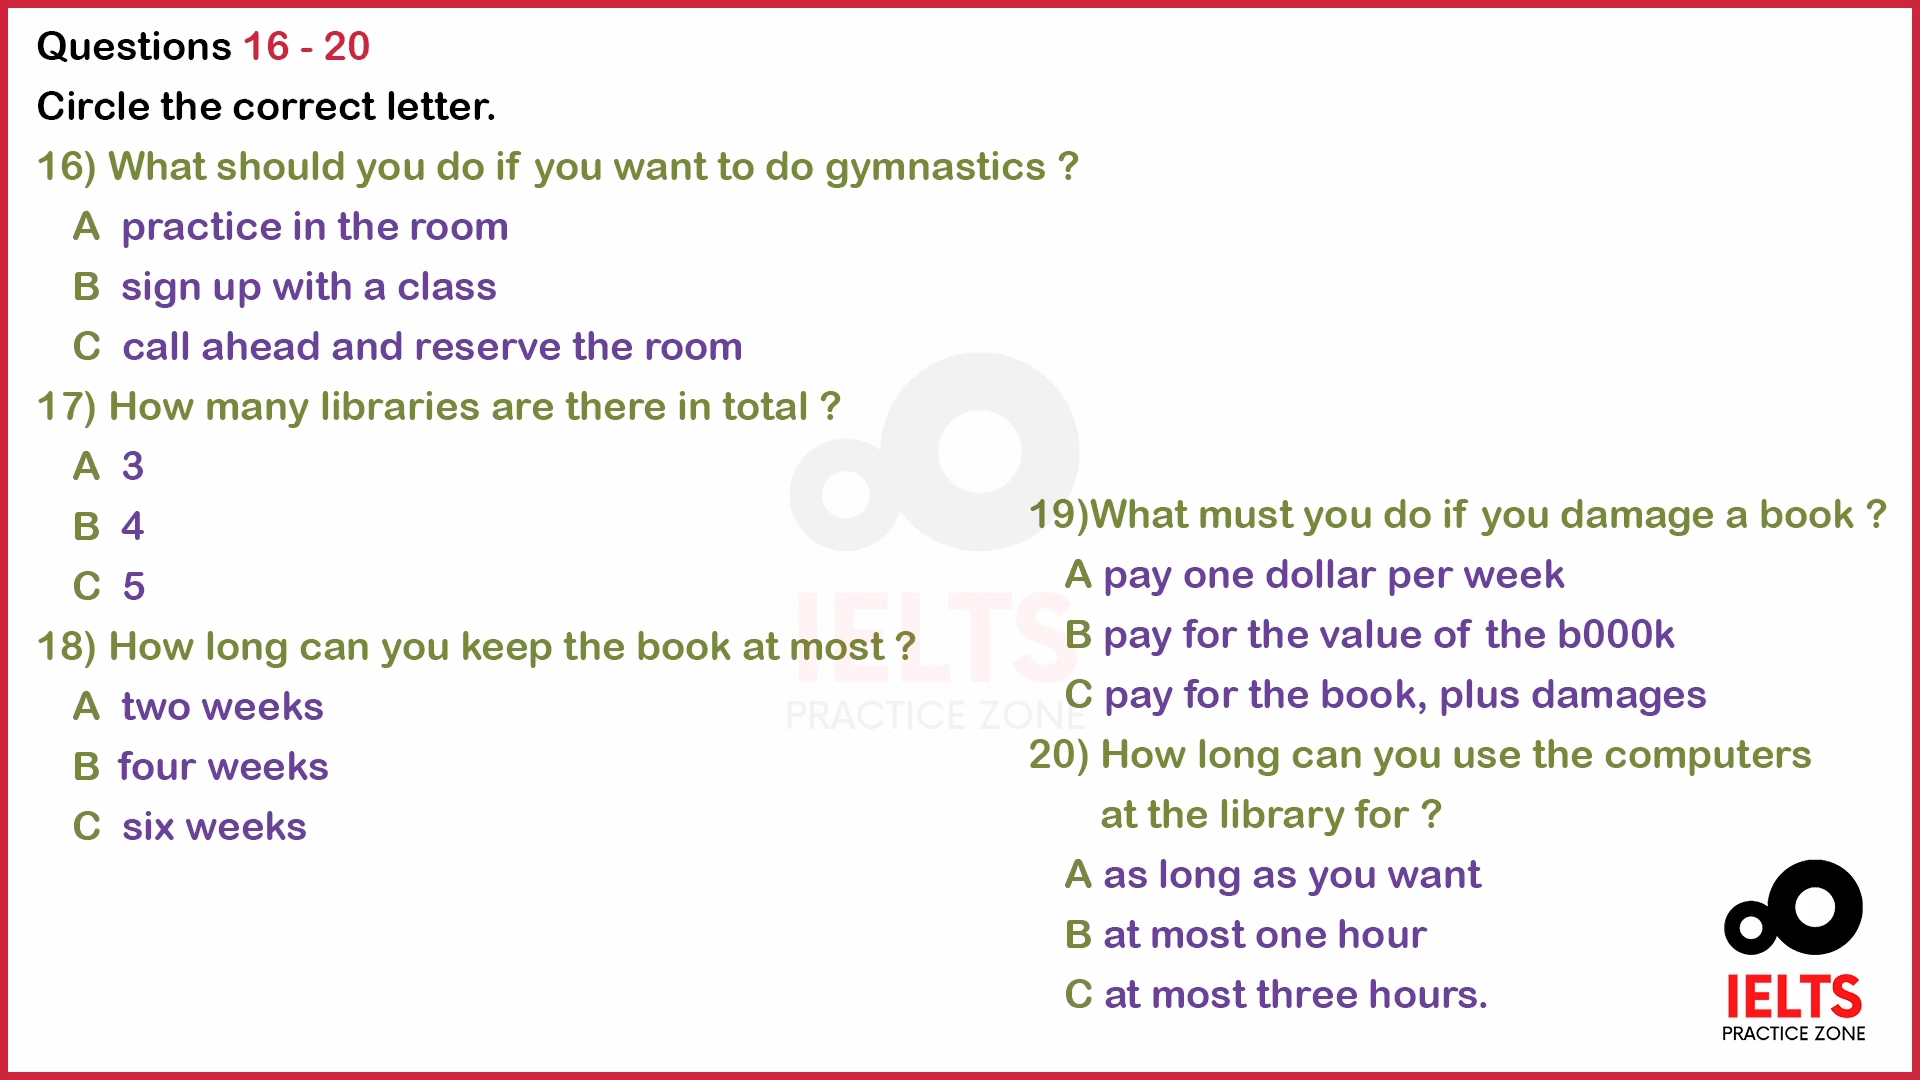 Questions 16 - 20
Circle the correct letter.
16) What should you do if you want to do gymnastics ?
A practice in the room
B sign up with a class
C call ahead and reserve the room
17) How many libraries are there in total ?
A 3
B 4
C 5
18) How long can you keep the book at most ?
A two weeks
B four weeks
C six weeks
19)What must you do if you damage a book ?
A pay one dollar per week
B pay for the value of the b000k
C pay for the book, plus damages
20) How long can you use the computers
at the library for ?
A as long as you want
B at most one hour
C at most three hours.
IELTS
PRACTICE ZONE
IELTS
PRACTICE ZONE